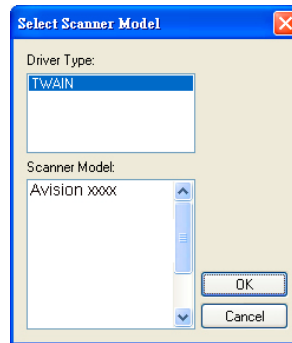 Select Scanner Model
Driver Type:
TWAIN
Scanner Model:
Avision xxxx
OK
Cancel